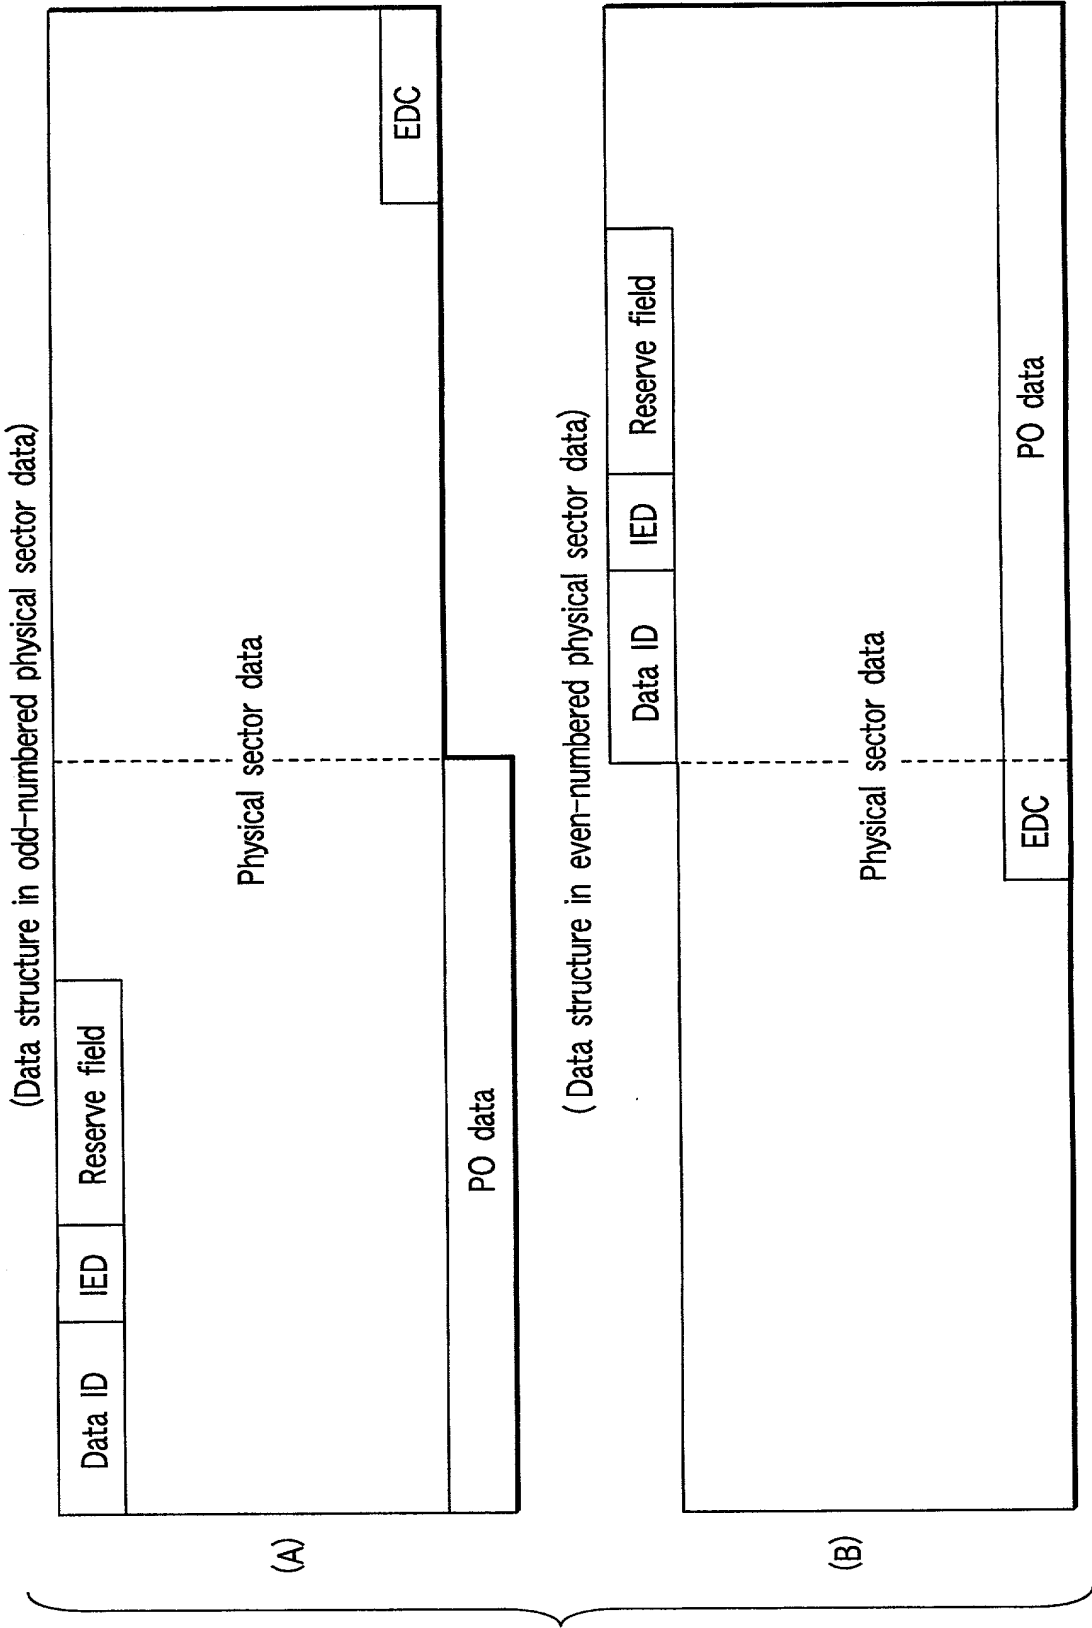 (Data structure in odd-numbered physical sector data)
(A)
Data ID
IED
Reserve field
Physical sector data
EDC
PO data
(Data structure in even-numbered physical sector data)
(B)
Data ID
IED
Reserve field
Physical sector data
EDC
PO data